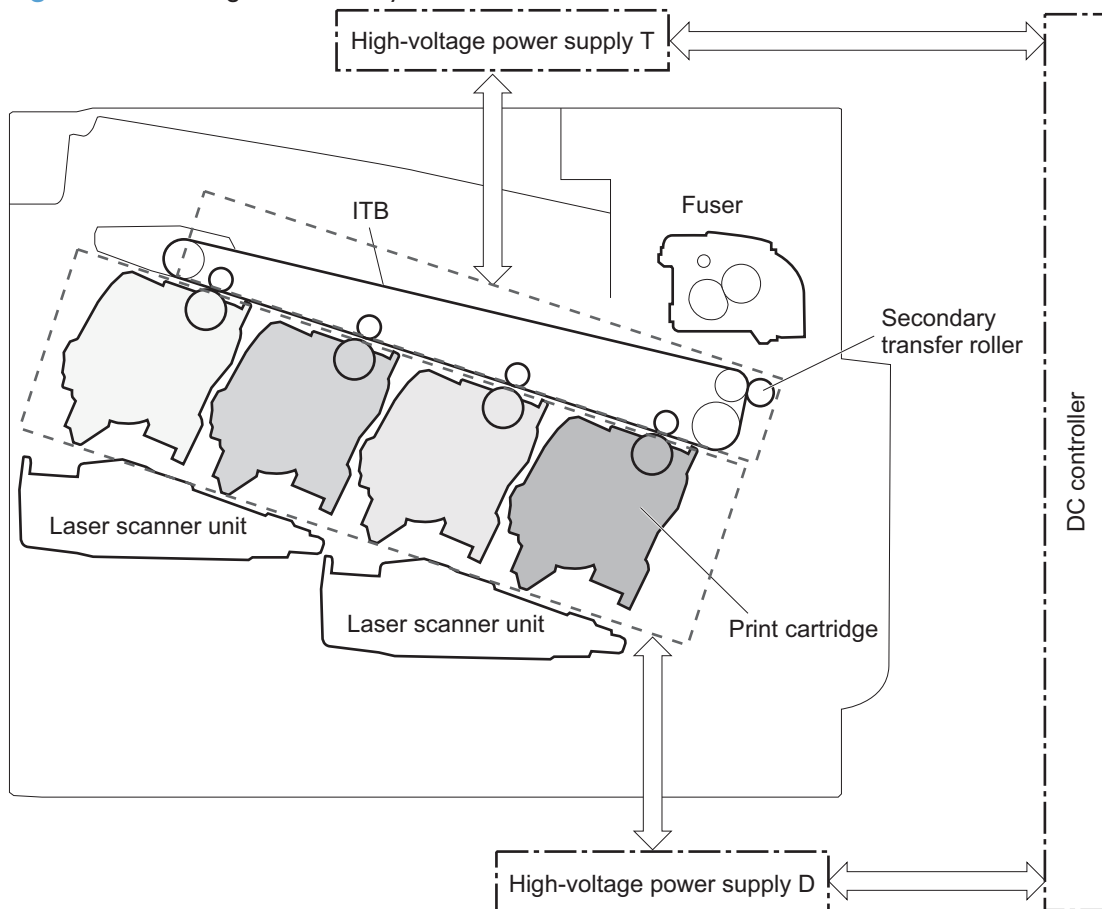 High-voltage power supply T
ITB
Fuser
Secondary
transfer roller
DC controller
Laser scanner unit
Laser scanner unit
Print cartridge
High-voltage power supply D